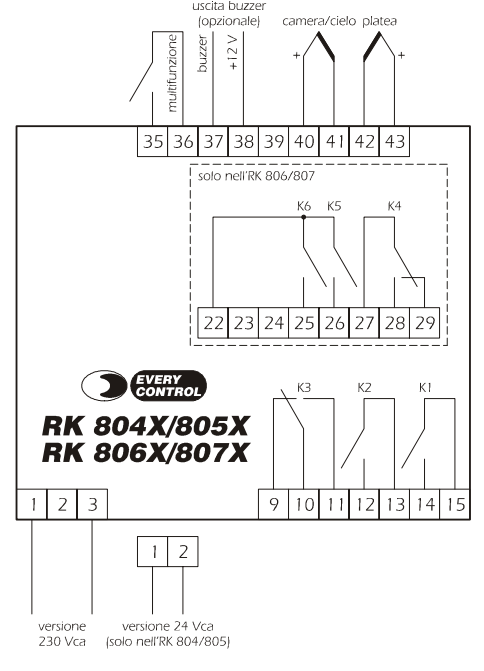 uscita buzzer
(opzionale)
camera/cielo platea
multifunzione
buzzer
+12 V
+ +
35 36 37 38 39 40 41 42 43
solo nell'RK 806/807
K6 K5 K4
22 23 24 25 26 27 28 29
EVERY
CONTROL
K3 K2 K1
RK 804X/805X
RK 806X/807X
1 2 3
9 10 11 12 13 14 15
1 2
versione
230 Vca
versione 24 Vca
(solo nell'RK 804/805)